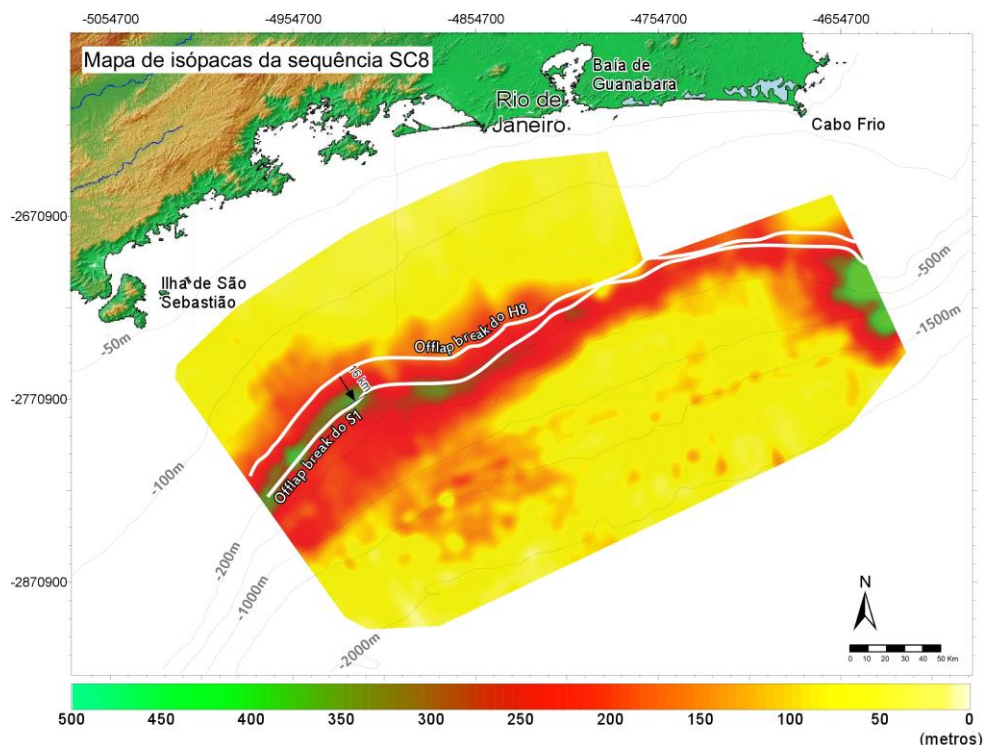 -5054700 -4954700 -4854700 -4754700 -4654700
Mapa de isópacas da sequência SC8
Baía de
Guanabara
Rio de
Janeiro
Cabo Frio
-2670900
Ilha de São
Sebastião
-50m
-500m
-1500m
Offlap break do H8
16 km
-2770900
Offlap break do S1
-100m
-200m
-1000m
-2870900
-2000m
N
0 10 20 30 40 50 Km
500 450 400 350 300 250 200 150 100 50 0
(metros)